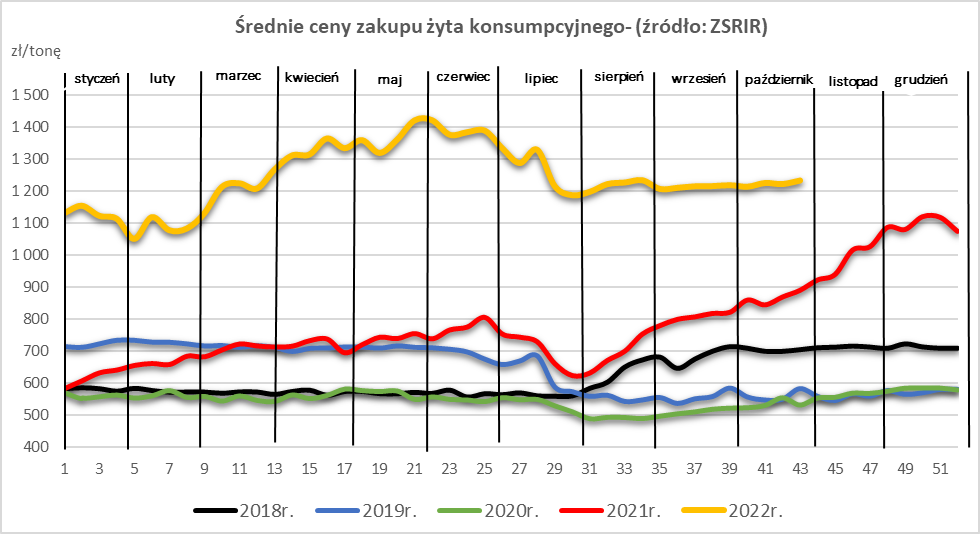 Średnie ceny zakupu żyta konsumpcyjnego- (źródło: ZSRIR)
zł/tonę
styczeń luty marzec kwiecień maj czerwiec lipiec sierpień wrzesień październik listopad grudzień
1 500
1 400
1 300
1 200
1 100
1 000
900
800
700
600
500
400
1 3 5 7 9 11 13 15 17 19 21 23 25 27 29 31 33 35 37 39 41 43 45 47 49 51
2018r. 2019r. 2020r. 2021r. 2022r.